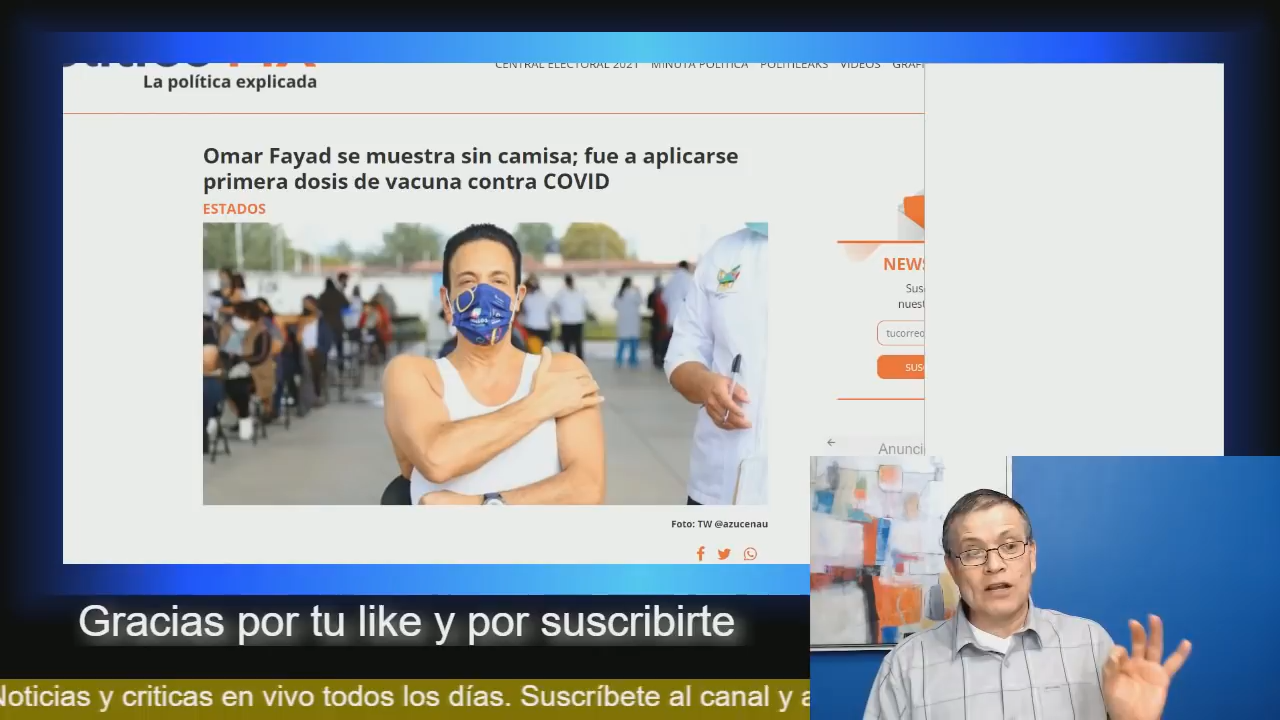 La política explicada
CENTRAL ELECTORAL 2021 MINUTA POLÍTICA POLITILEAKS VIDEOS
Omar Fayad se muestra sin camisa; fue a aplicarse
primera dosis de vacuna contra COVID
ESTADOS
NEWS
Foto: TW @azucenau
Gracias por tu like y por suscribirte
Noticias y criticas en vivo todos los días. Suscríbete al canal y a